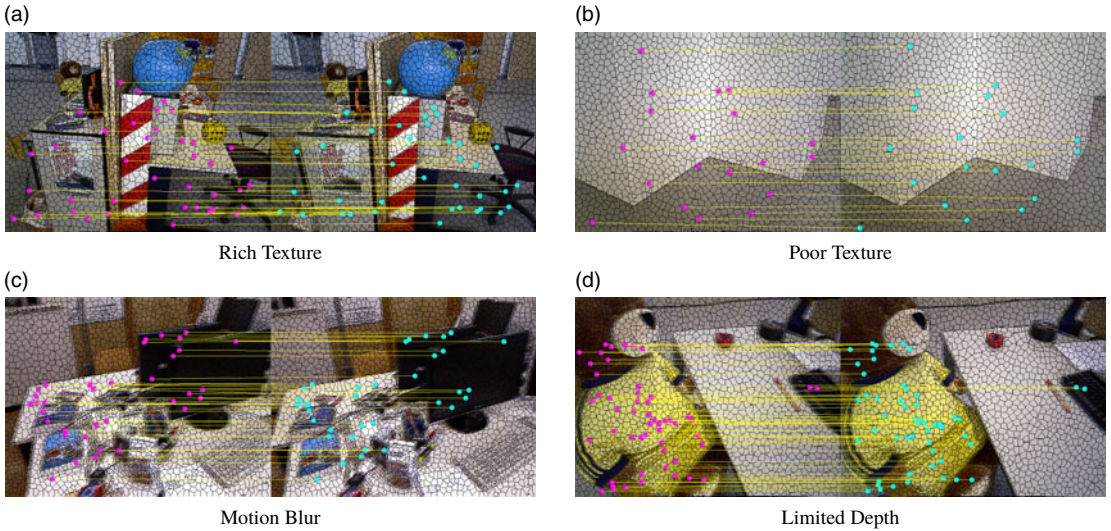 (a)
(b)
Rich Texture
Poor Texture
(c)
(d)
Motion Blur
Limited Depth